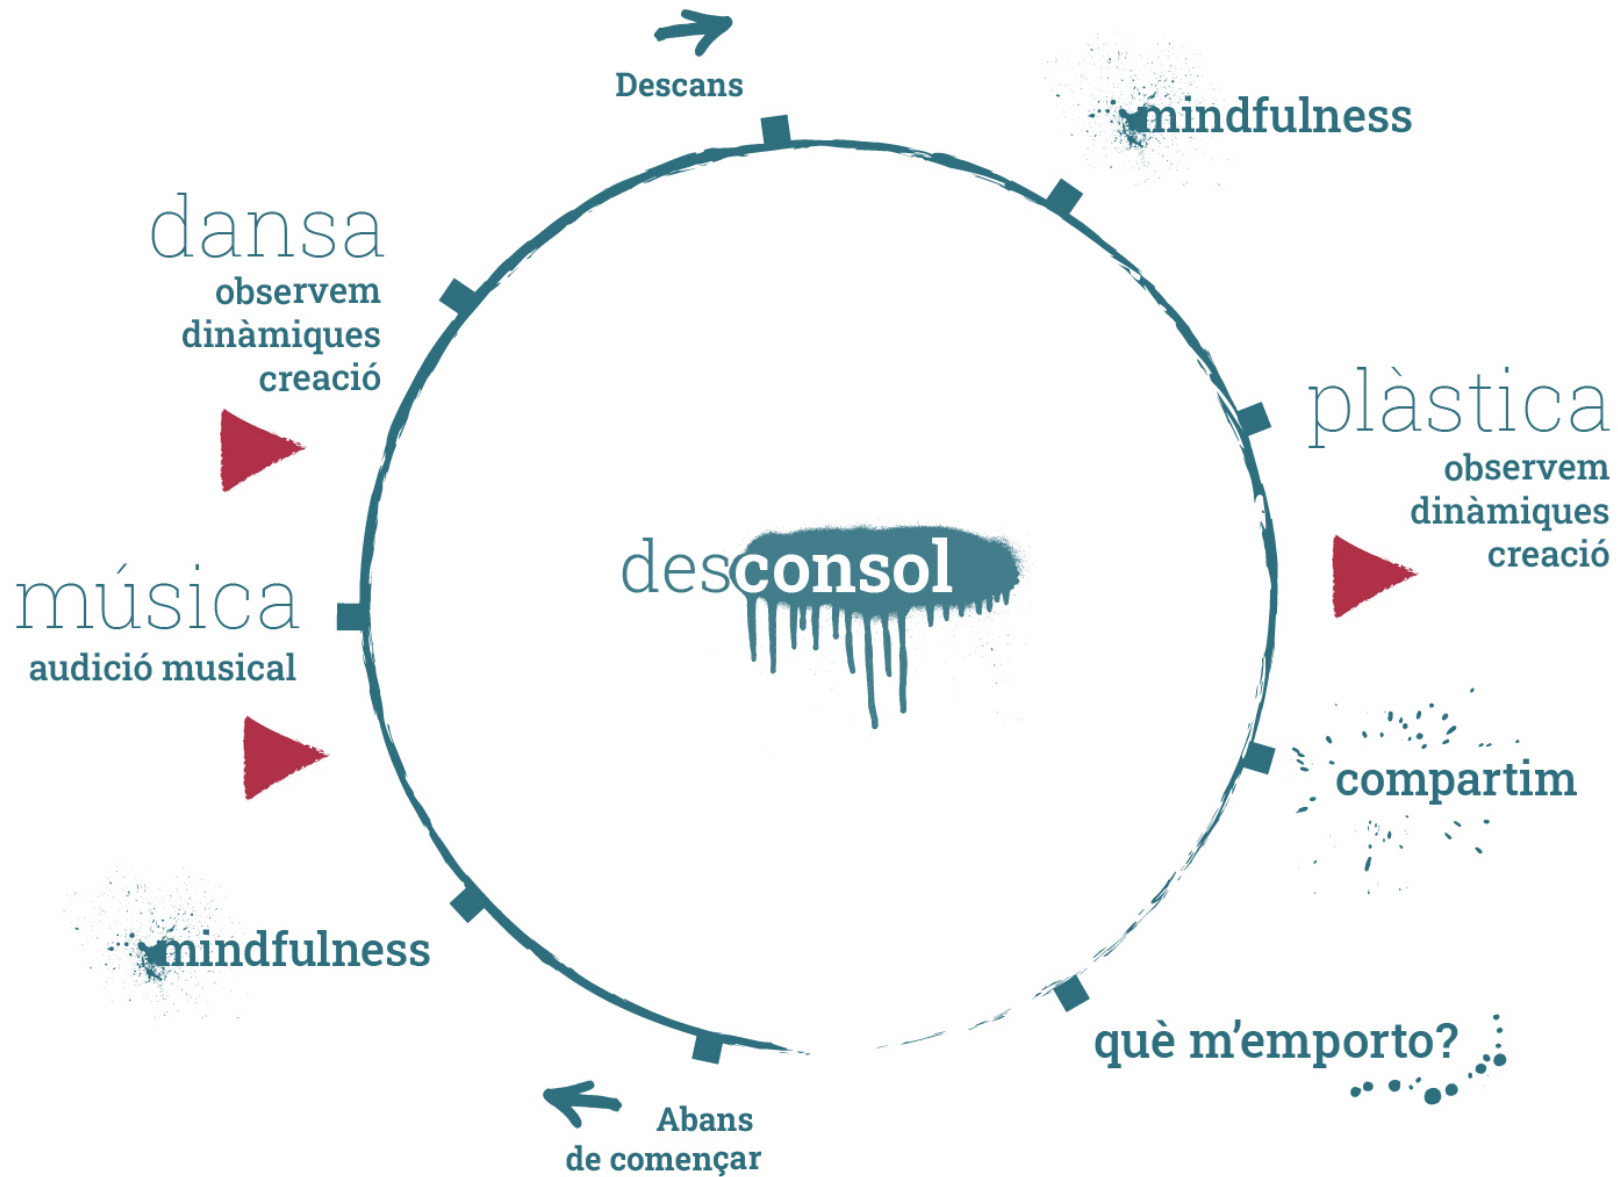 Descans
mindfulness
dansa
observem
dinàmiques
creació
plàstica
observem
dinàmiques
creació
desconsol
música
audició musical
compartim
mindfulness
què m'emporto?
Abans
de començar